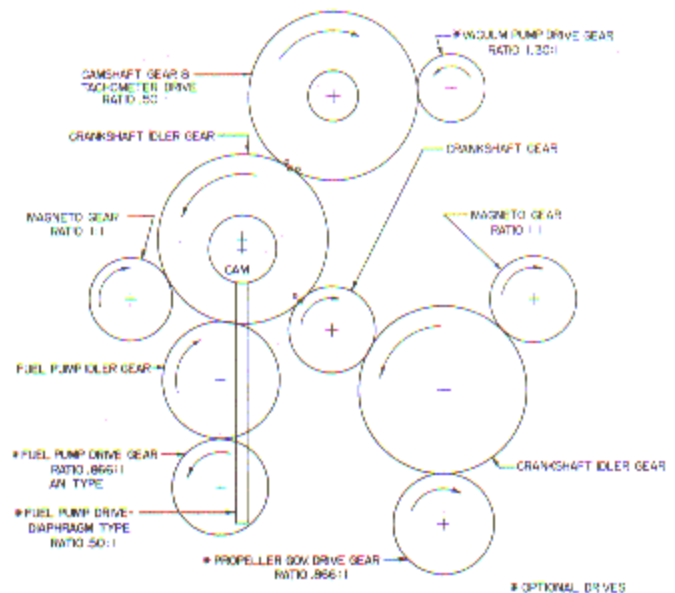 * VACUUM PUMP DRIVE GEAR
RATIO 1.30:1
CAMSHAFT GEAR &
TACHOMETER DRIVE
RATIO .50
CRANKSHAFT IDLER GEAR
CRANKSHAFT GEAR
MAGNETO GEAR
RATIO 1:1
MAGNETO GEAR
RATIO 1:1
CAM
FUEL PUMP IDLER GEAR
* FUEL PUMP DRIVE GEAR
RATIO .866:1
AN TYPE
CRANKSHAFT IDLER GEAR
* FUEL PUMP DRIVE-
DIAPHRAGM TYPE
RATIO .50:1
* PROPELLER GOV. DRIVE GEAR
RATIO .866:1
* OPTIONAL DRIVES